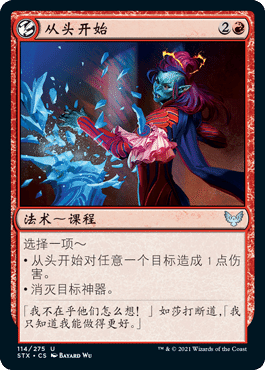 从头开始 2
法术～课程
选择一项～
• 从头开始对任意一个目标造成 1 点伤
害。
• 消灭目标神器。
「我不在乎他们怎么想！」如莎打断道，「我
只知道我能做得更好。」
114/275 U
STX • CS BAYARD WU
™ & © 2021 Wizards of the Coast